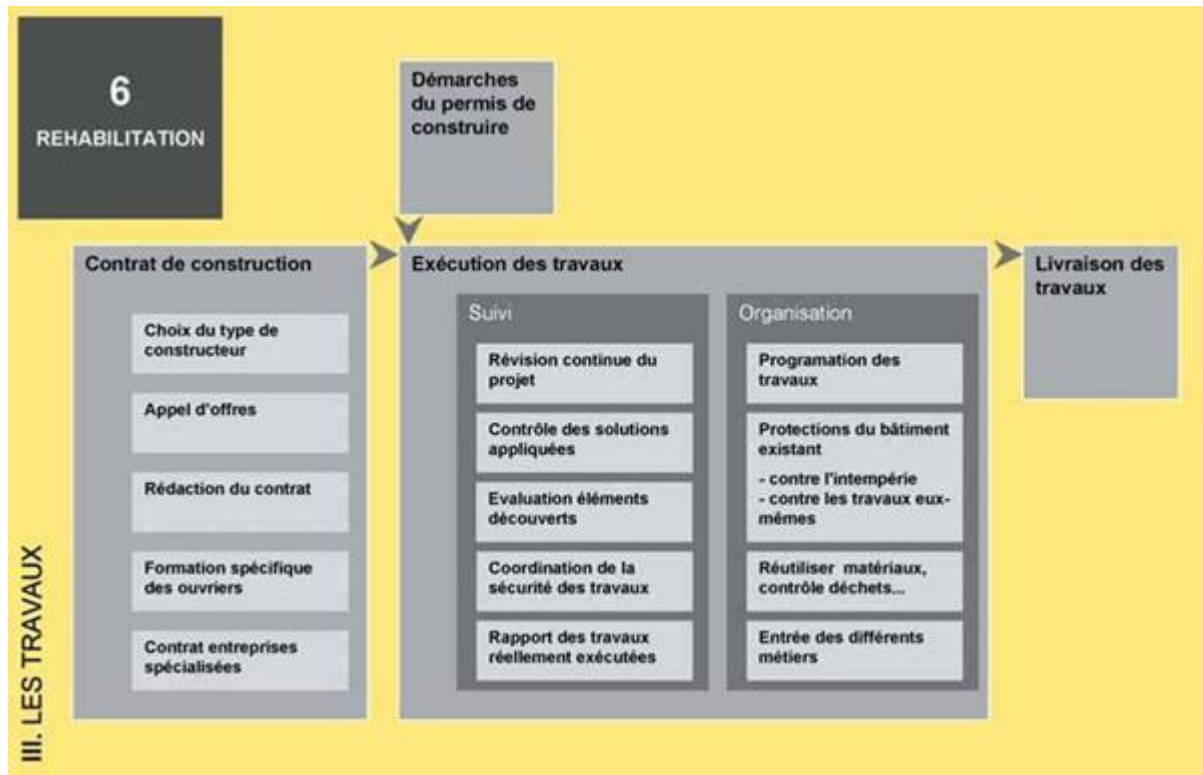 6
REHABILITATION
Démarches
du permis de
construire
Contrat de construction
Choix du type de
constructeur
Appel d'offres
Rédaction du contrat
Formation spécifique
des ouvriers
Contrat entreprises
spécialisées
Exécution des travaux
Suivi
Révision continue du
projet
Contrôle des solutions
appliquées
Evaluation éléments
découverts
Coordination de la
sécurité des travaux
Rapport des travaux
réellement exécutées
Organisation
Programation des
travaux
Protections du bâtiment
existant
- contre l'intempérie
- contre les travaux eux-
mêmes
Réutiliser matériaux,
contrôle déchets...
Entrée des différents
métiers
Livraison des
travaux
III. LES TRAVAUX